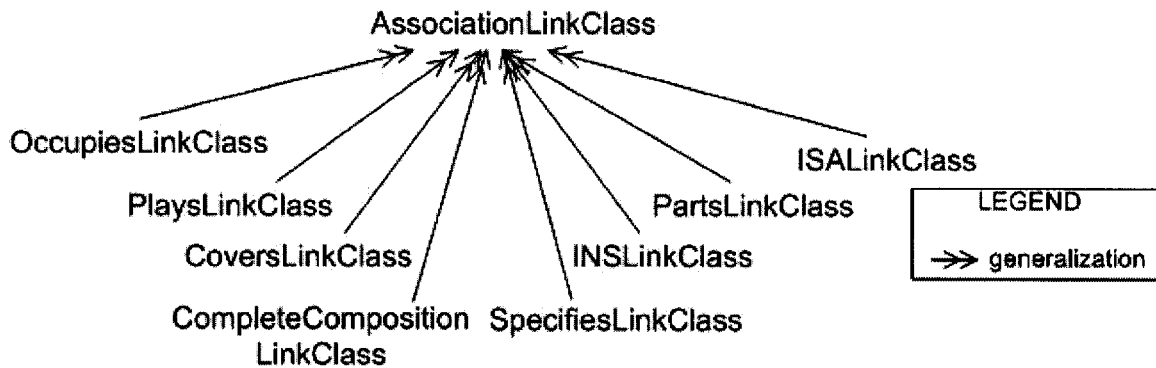 AssociationLinkClass
OccupiesLinkClass
ISALinkClass
PlaysLinkClass
PartsLinkClass
LEGEND
CoversLinkClass
INSLinkClass
generalization
CompleteComposition
LinkClass
SpecifiesLinkClass